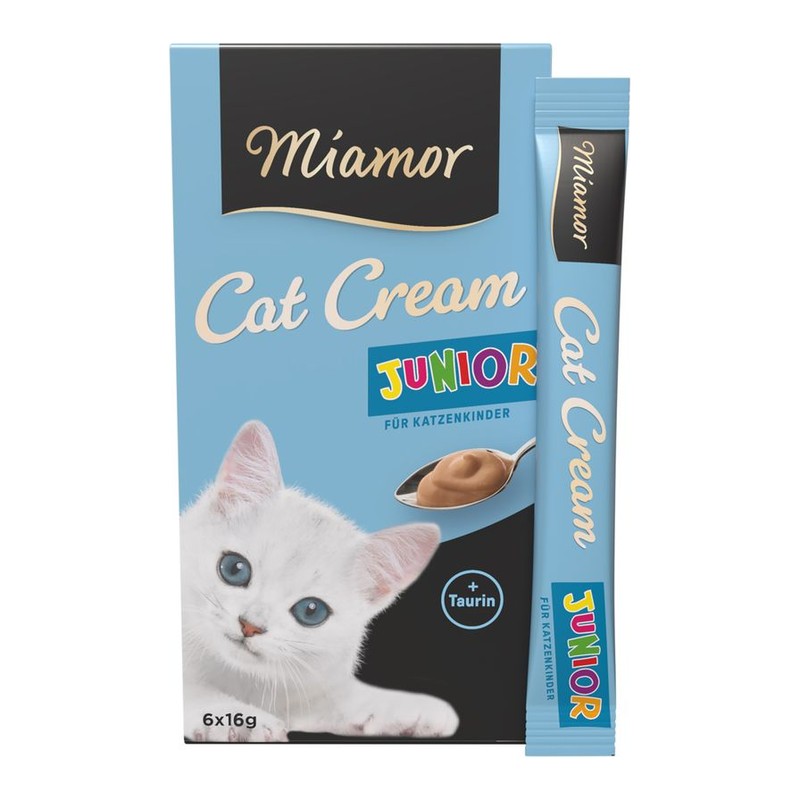 Miamor
Cat Cream
JUNIOR
FÜR KATZENKINDER
+
Taurin
6x16g
Miamor
Cat Cream
JUNIOR
FÜR KATZENKINDER